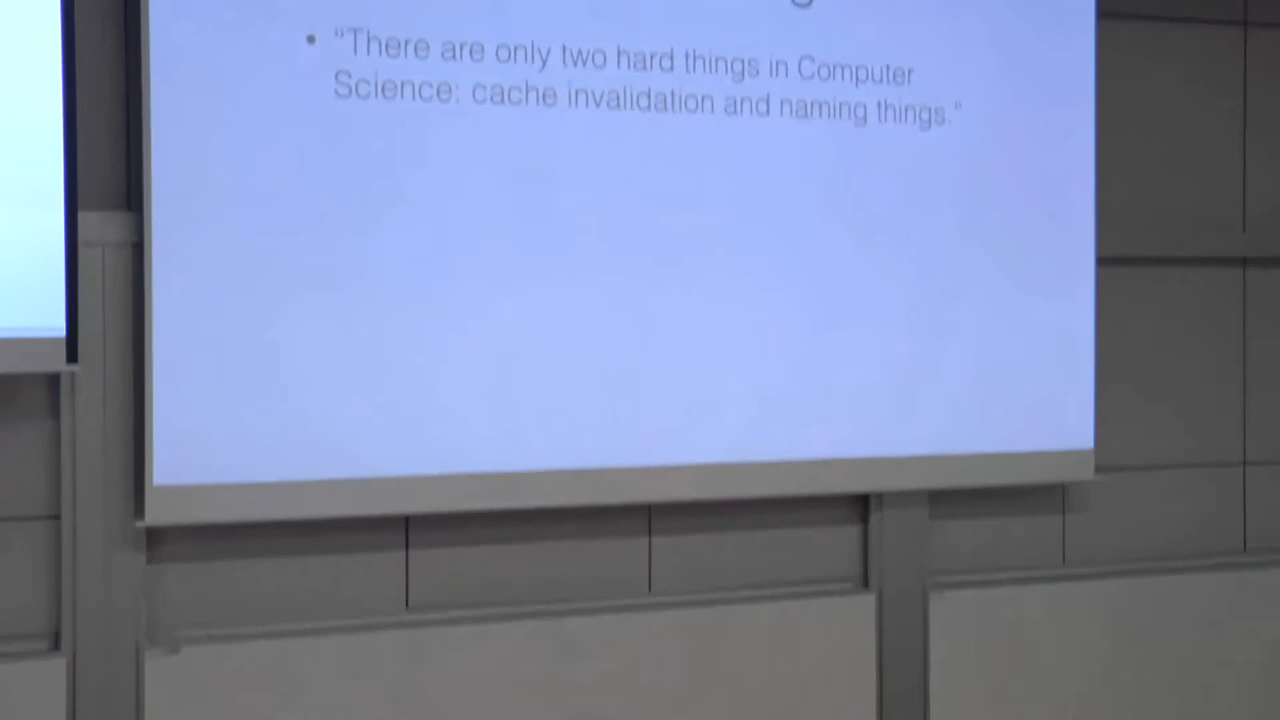 • “There are only two hard things in Computer
Science: cache invalidation and naming things.”